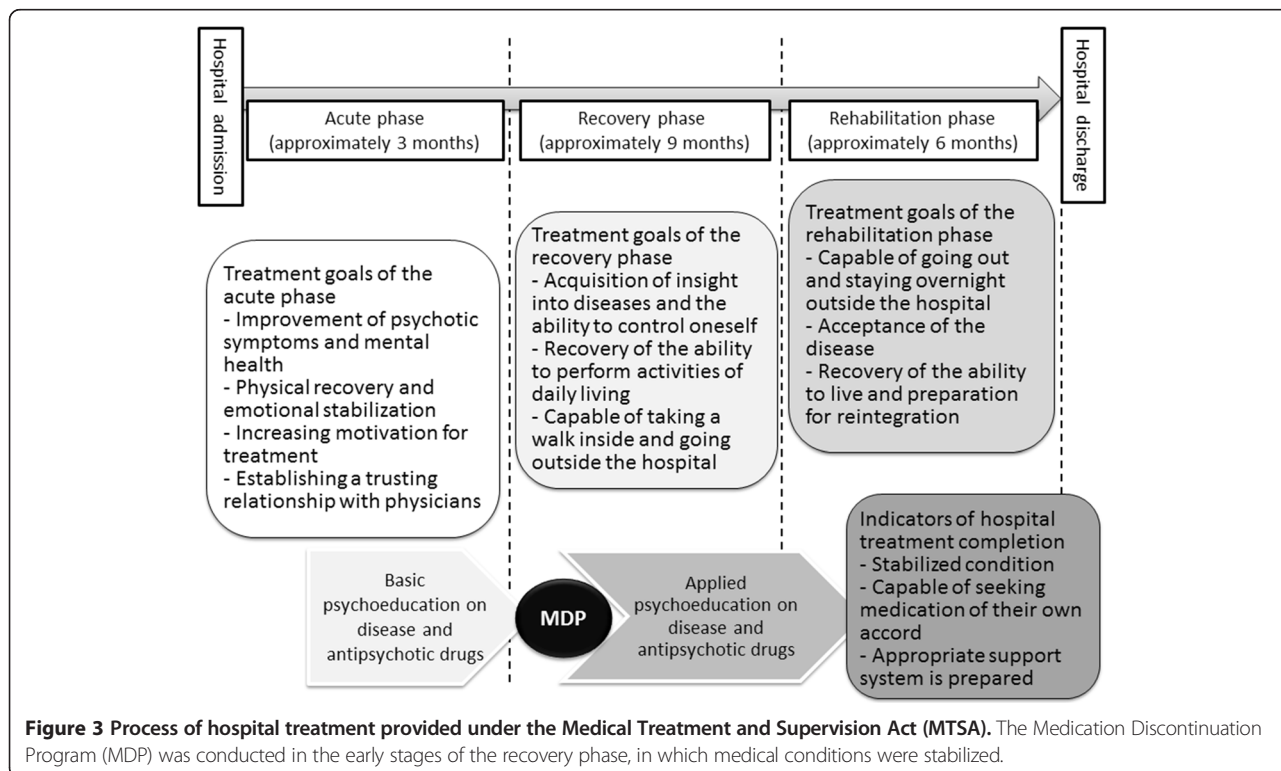 Hospital admission
Acute phase
(approximately 3 months)
Recovery phase
(approximately 9 months)
Rehabilitation phase
(approximately 6 months)
Hospital discharge
Treatment goals of the
acute phase
- Improvement of psychotic
symptoms and mental
health
- Physical recovery and
emotional stabilization
- Increasing motivation for
treatment
- Establishing a trusting
relationship with physicians
Treatment goals of the
recovery phase
- Acquisition of insight
into diseases and the
ability to control oneself
- Recovery of the ability
to perform activities of
daily living
- Capable of taking a
walk inside and going
outside the hospital
Treatment goals of the
rehabilitation phase
- Capable of going out
and staying overnight
outside the hospital
- Acceptance of the
disease
- Recovery of the ability
to live and preparation
for reintegration
Basic
psychoeducation on
disease and
antipsychotic drugs
MDP
Applied
psychoeducation on
disease and
antipsychotic drugs
Indicators of hospital
treatment completion
- Stabilized condition
- Capable of seeking
medication of their own
accord
- Appropriate support
system is prepared
Figure 3 Process of hospital treatment provided under the Medical Treatment and Supervision Act (MTSA). The Medication Discontinuation
Program (MDP) was conducted in the early stages of the recovery phase, in which medical conditions were stabilized.